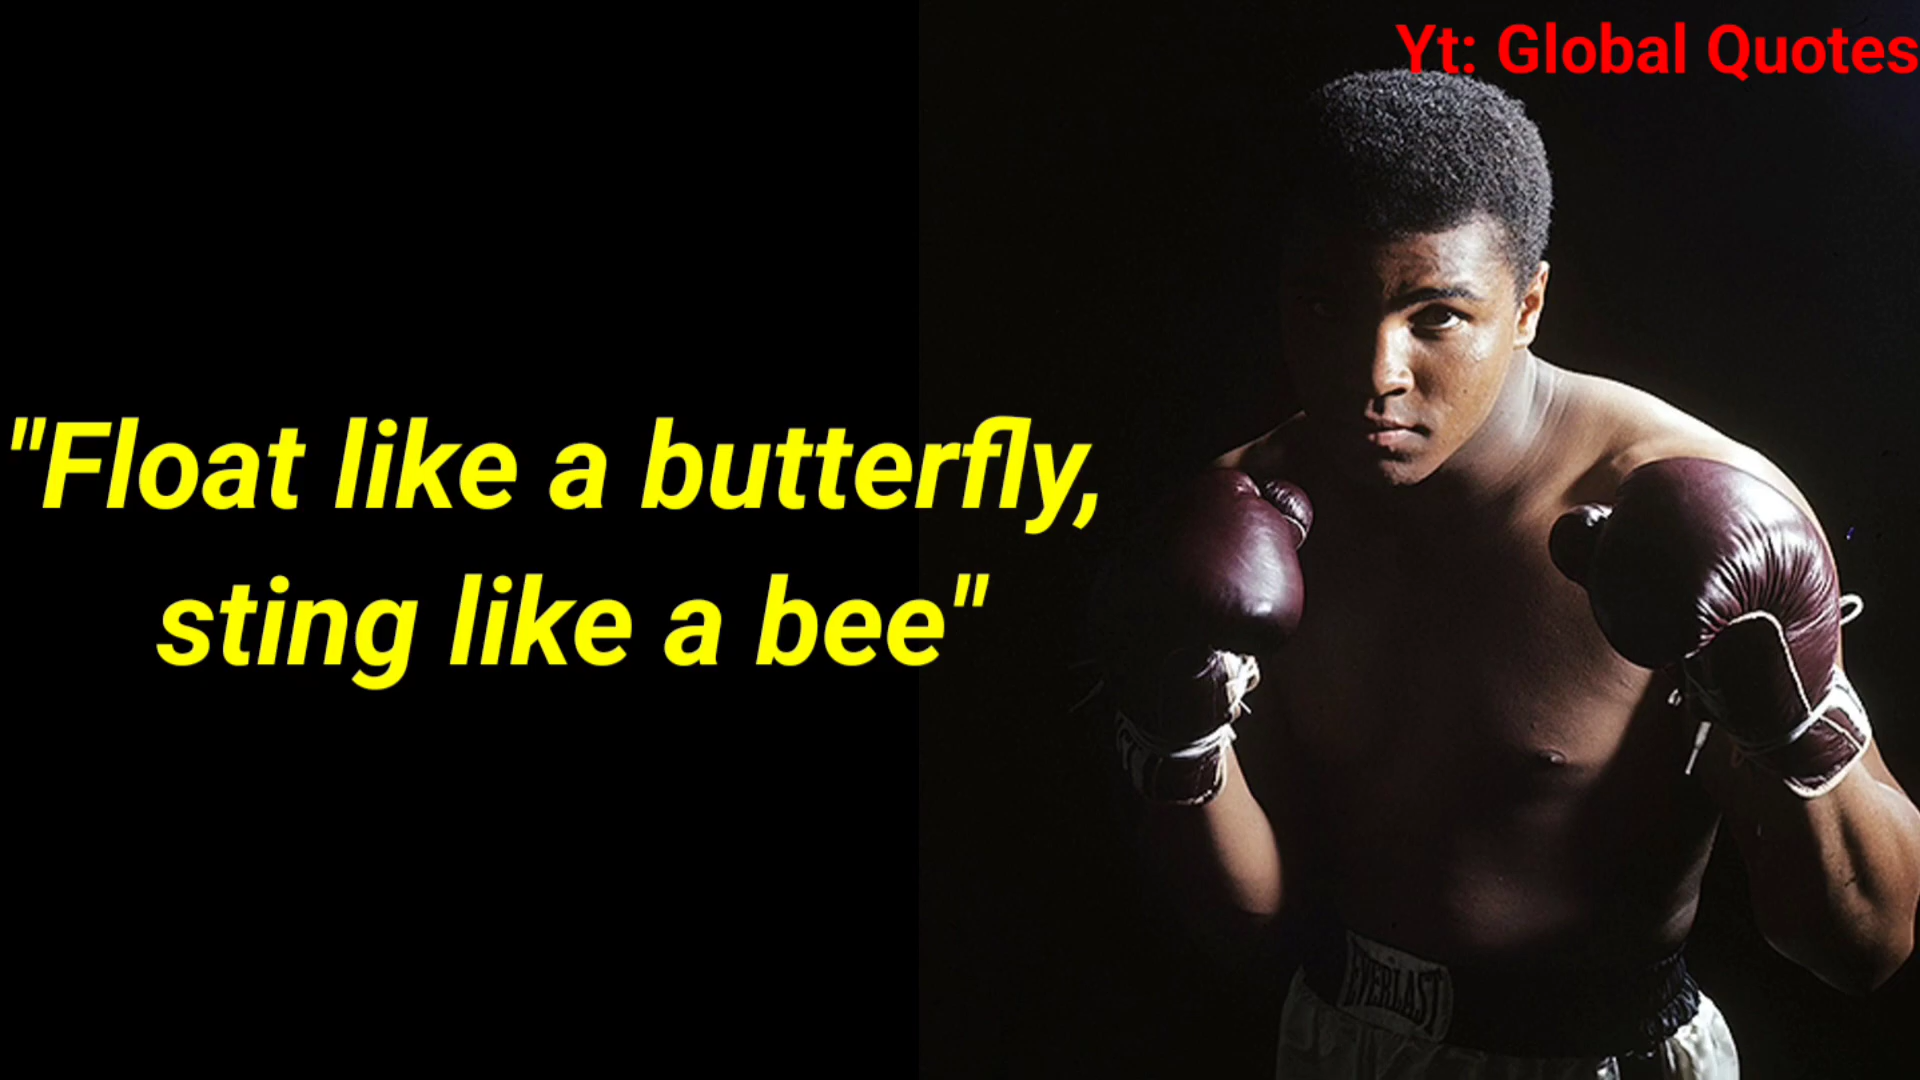 Yt: Global Quotes
"Float like a butterfly,
sting like a bee"
EVERLAST